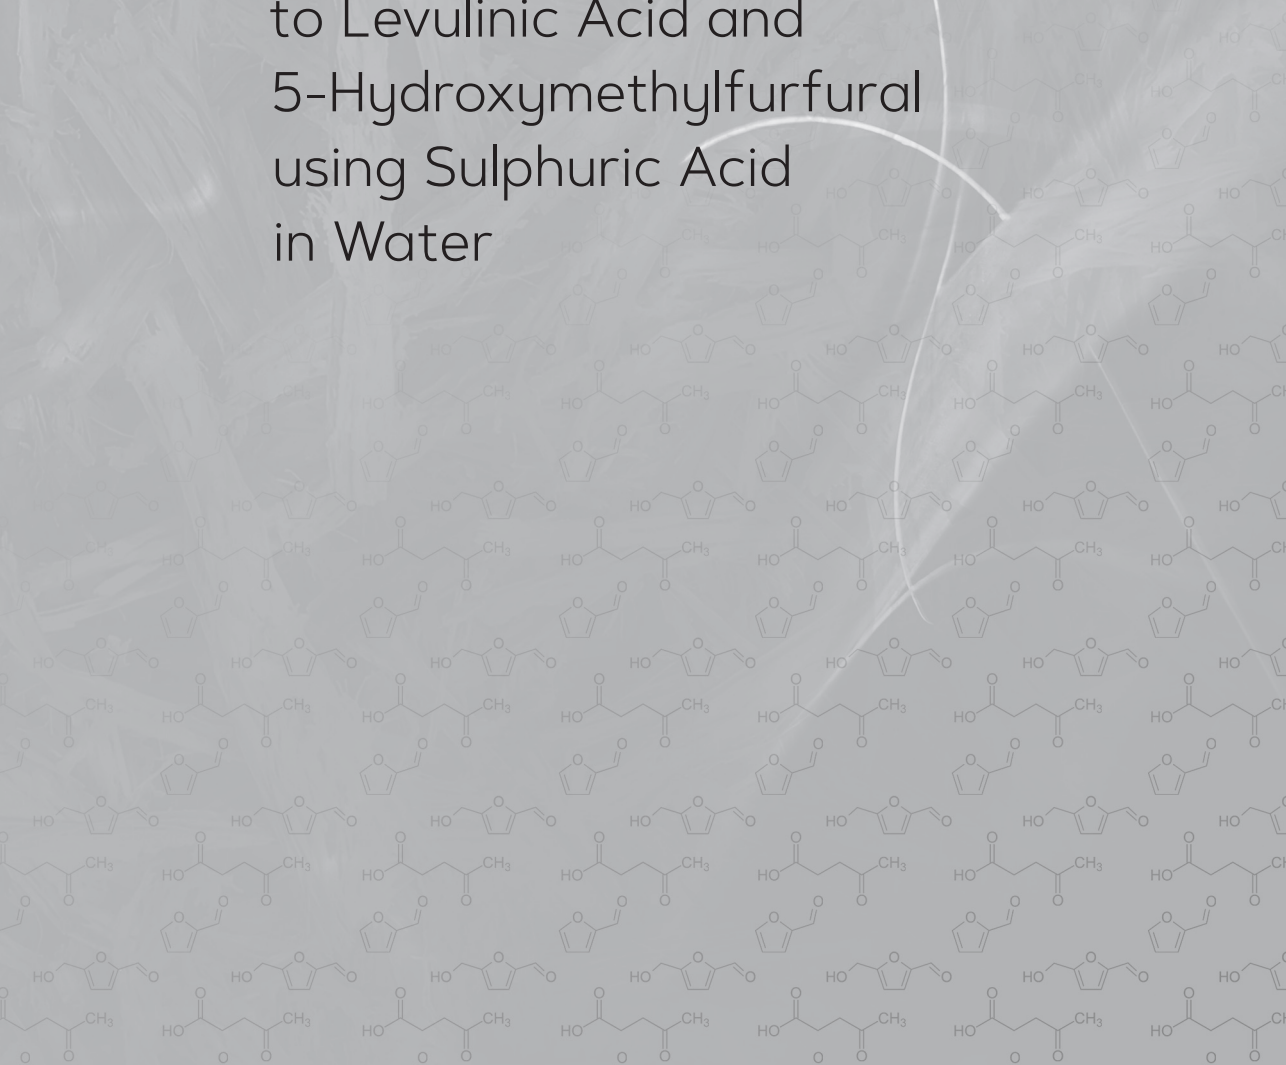 to Levulinic Acid and
5-Hydroxymethylfurfural
using Sulphuric Acid
in Water